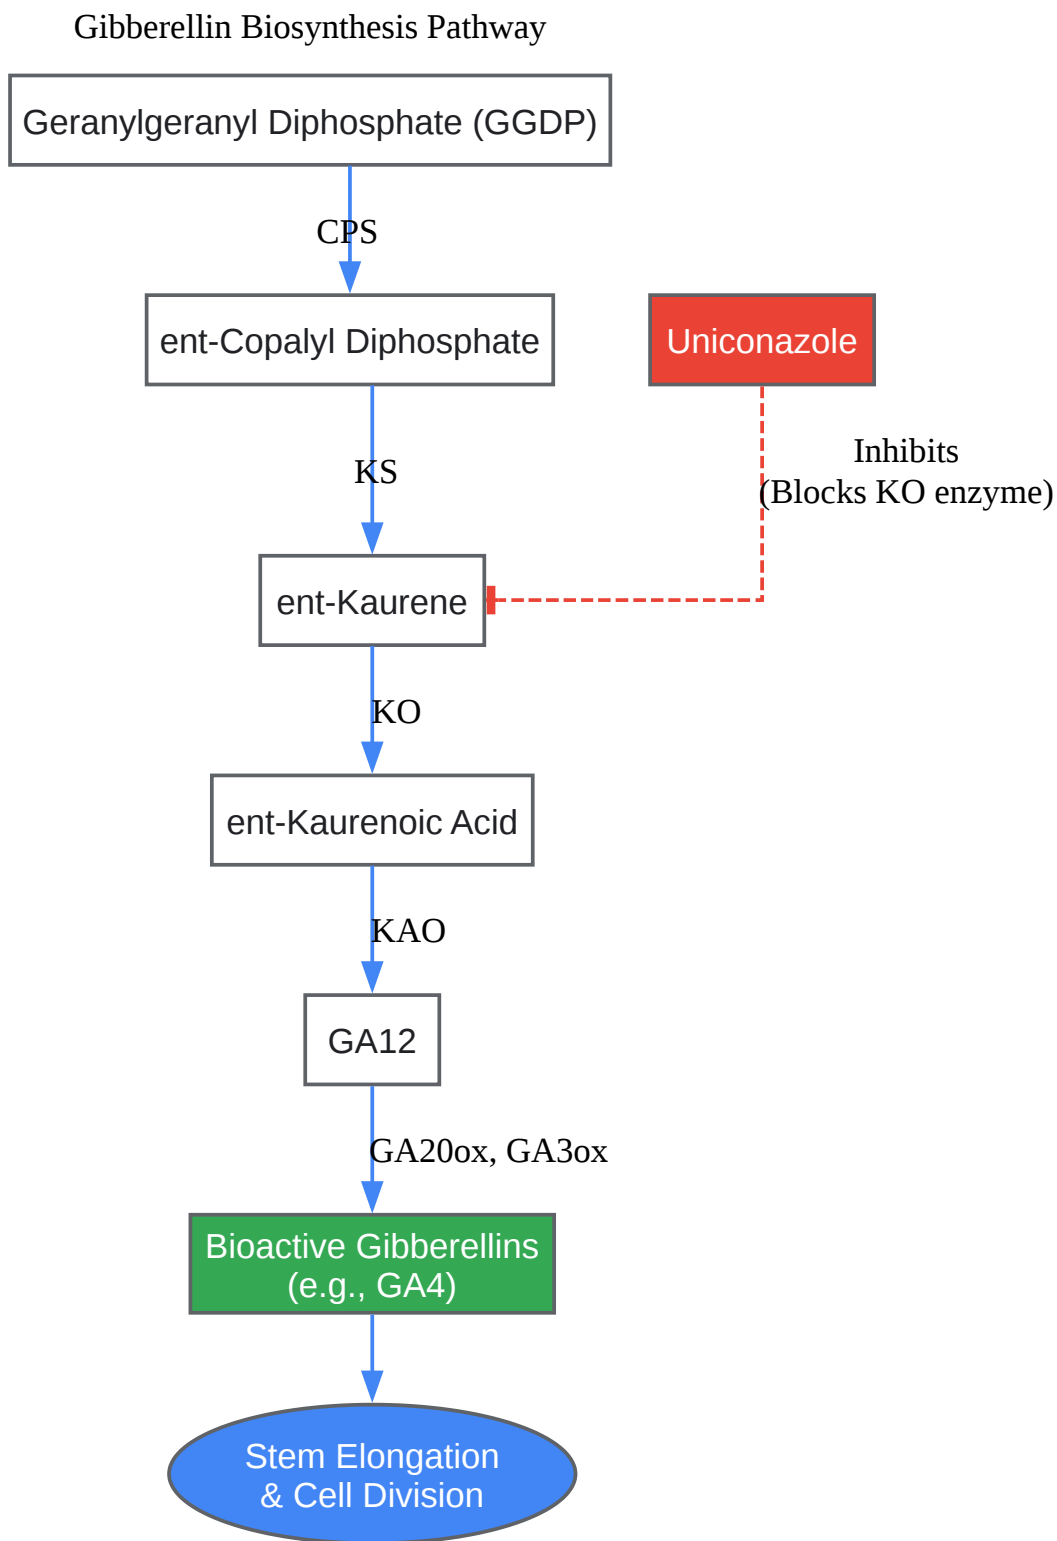 Gibberellin Biosynthesis Pathway
Geranylgeranyl Diphosphate (GGDP)
CPS
ent-Copalyl Diphosphate
Uniconazole
Inhibits
(Blocks KO enzyme)
KS
ent-Kaurene
KO
ent-Kaurenoic Acid
KAO
GA12
GA20ox, GA3ox
Bioactive Gibberellins
(e.g., GA4)
Stem Elongation
& Cell Division